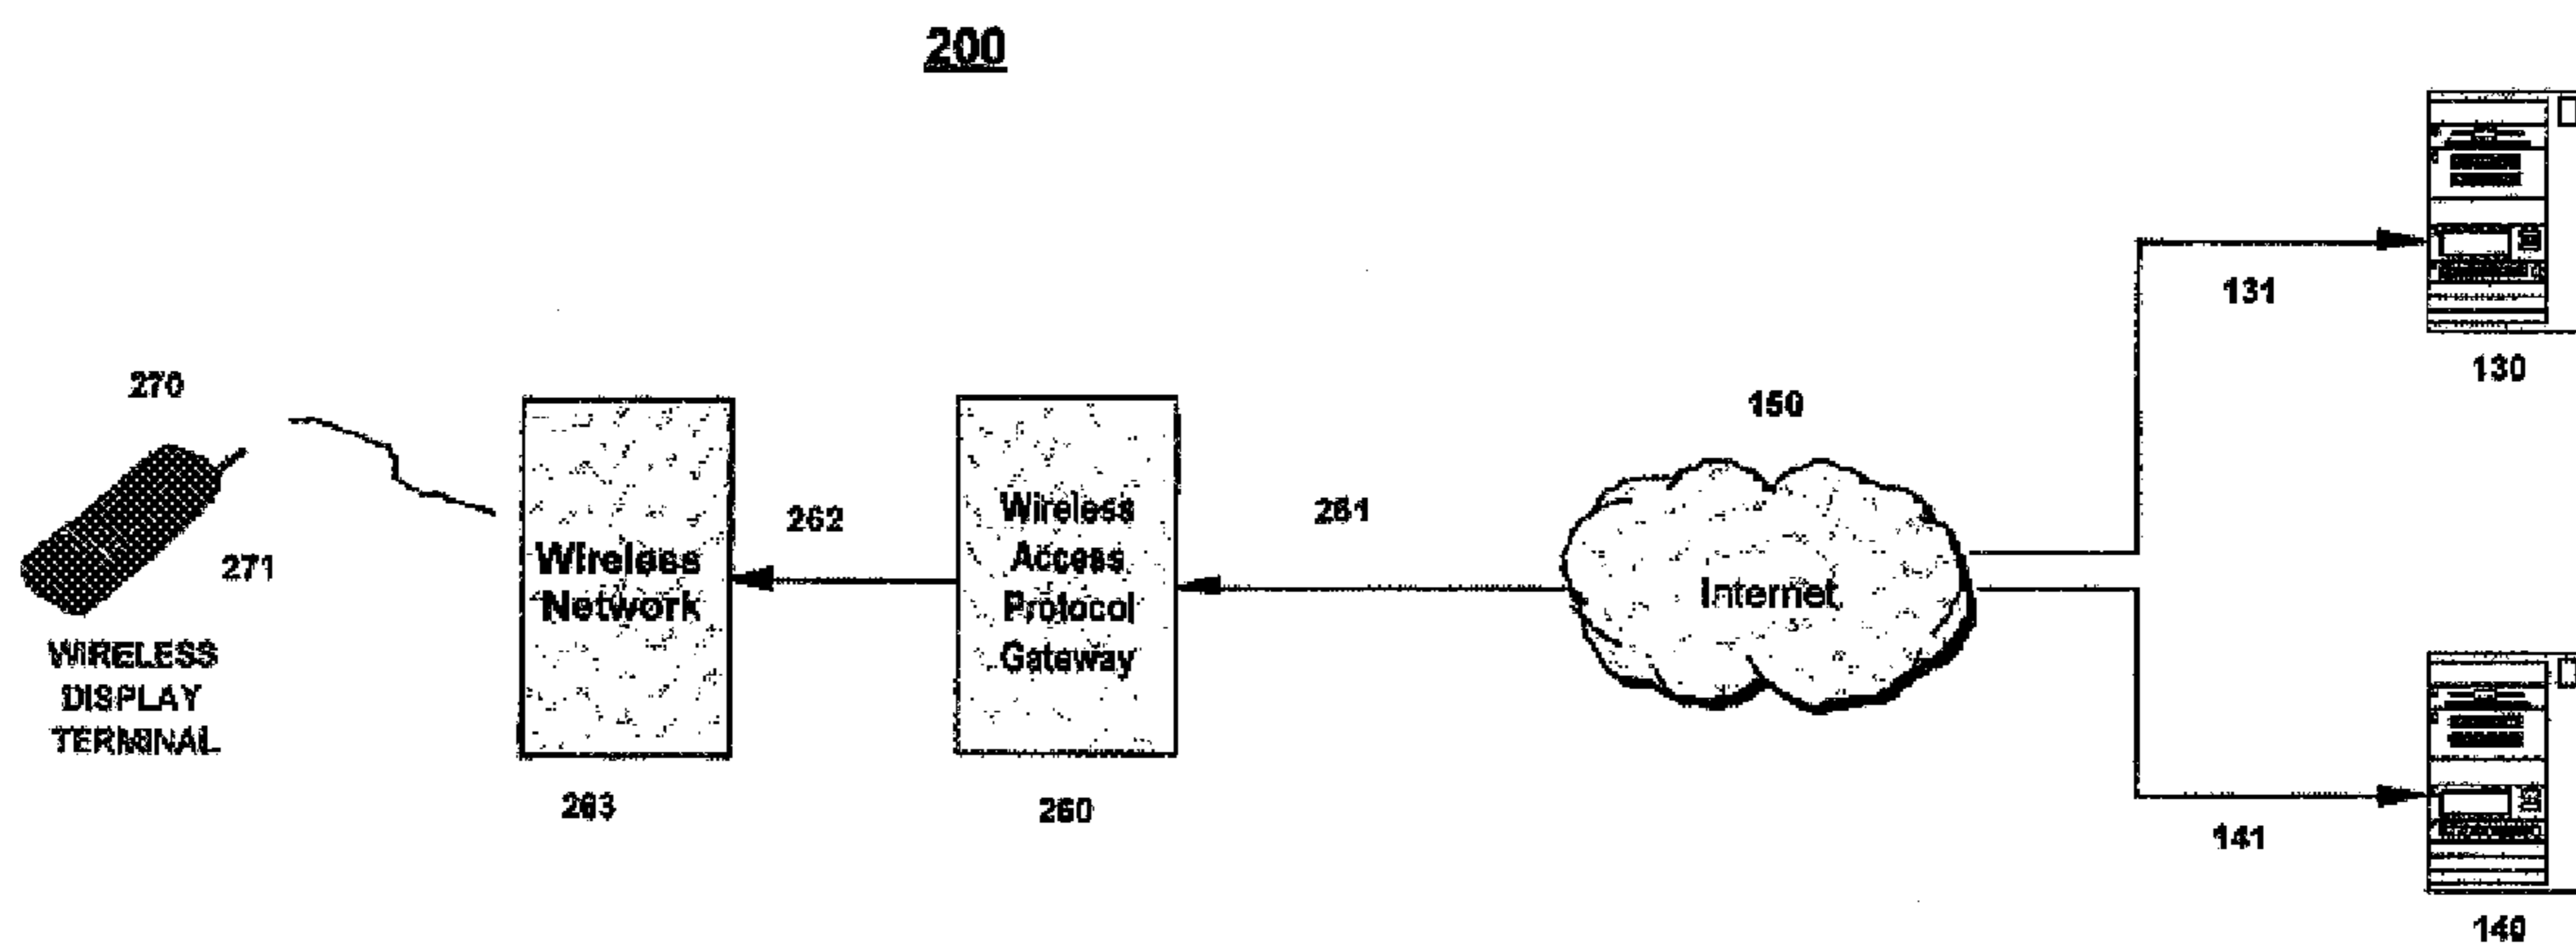 200
131
130
270
150
262
Wireless
Access
Protocol
Gateway
261
Wireless
Network
271
Internet
WIRELESS
DISPLAY
TERMINAL
263
260
141
140